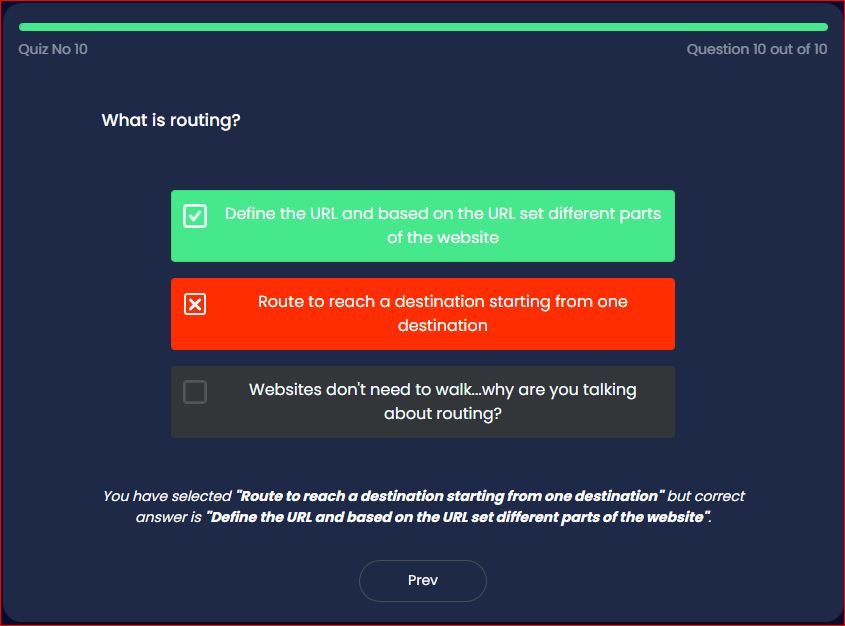 Quiz No 10
Question 10 out of 10
What is routing?
Define the URL and based on the URL set different parts
of the website
Route to reach a destination starting from one
destination
Websites don't need to walk...why are you talking
about routing?
You have selected "Route to reach a destination starting from one destination" but correct
answer is "Define the URL and based on the URL set different parts of the website".
Prev